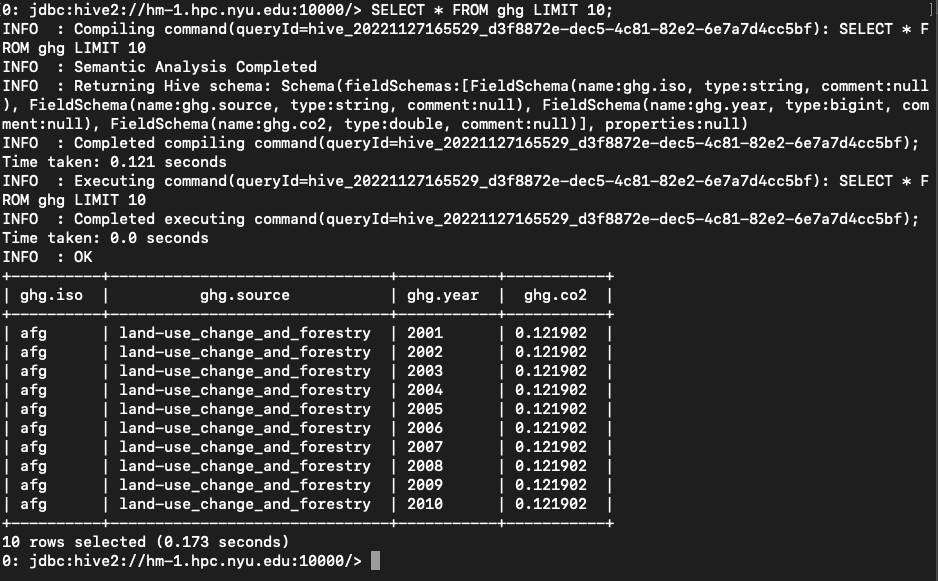 0: jdbc:hive2://hm-1.hpc.nyu.edu:10000/> SELECT * FROM ghg LIMIT 10;
INFO  : Compiling command(queryId=hive_20221127165529_d3f8872e-dec5-4c81-82e2-6e7a7d4cc5bf): SELECT * F
ROM ghg LIMIT 10
INFO  : Semantic Analysis Completed
INFO  : Returning Hive schema: Schema(fieldSchemas:[FieldSchema(name:ghg.iso, type:string, comment:null
), FieldSchema(name:ghg.source, type:string, comment:null), FieldSchema(name:ghg.year, type:bigint, com
ment:null), FieldSchema(name:ghg.co2, type:double, comment:null)], properties:null)
INFO  : Completed compiling command(queryId=hive_20221127165529_d3f8872e-dec5-4c81-82e2-6e7a7d4cc5bf);
Time taken: 0.121 seconds
INFO  : Executing command(queryId=hive_20221127165529_d3f8872e-dec5-4c81-82e2-6e7a7d4cc5bf): SELECT * F
ROM ghg LIMIT 10
INFO  : Completed executing command(queryId=hive_20221127165529_d3f8872e-dec5-4c81-82e2-6e7a7d4cc5bf);
Time taken: 0.0 seconds
INFO  : OK
+----------+-------------------------------+-----------+-----------+
| ghg.iso  |          ghg.source           | ghg.year  |  ghg.co2  |
+----------+-------------------------------+-----------+-----------+
| afg      | land-use_change_and_forestry  | 2001      | 0.121902  |
| afg      | land-use_change_and_forestry  | 2002      | 0.121902  |
| afg      | land-use_change_and_forestry  | 2003      | 0.121902  |
| afg      | land-use_change_and_forestry  | 2004      | 0.121902  |
| afg      | land-use_change_and_forestry  | 2005      | 0.121902  |
| afg      | land-use_change_and_forestry  | 2006      | 0.121902  |
| afg      | land-use_change_and_forestry  | 2007      | 0.121902  |
| afg      | land-use_change_and_forestry  | 2008      | 0.121902  |
| afg      | land-use_change_and_forestry  | 2009      | 0.121902  |
| afg      | land-use_change_and_forestry  | 2010      | 0.121902  |
+----------+-------------------------------+-----------+-----------+
10 rows selected (0.173 seconds)
0: jdbc:hive2://hm-1.hpc.nyu.edu:10000/>